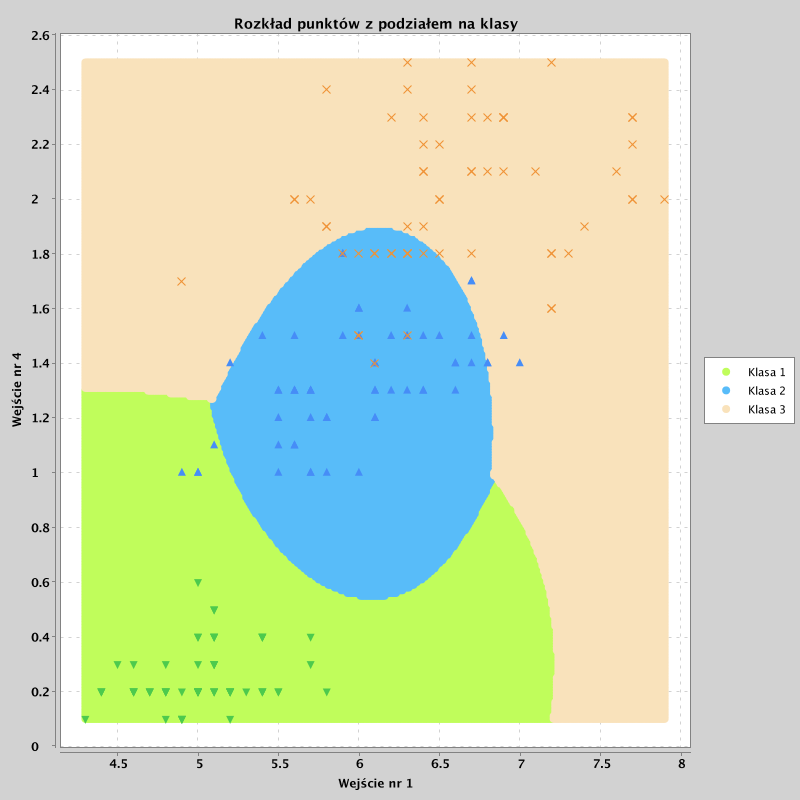 Rozkład punktów z podziałem na klasy
2.6
2.4
2.2
2
1.8
1.6
1.4
1.2
1
0.8
0.6
0.4
0.2
0
Wejście nr 4
4.5 5 5.5 6 6.5 7 7.5 8
Wejście nr 1
Klasa 1
Klasa 2
Klasa 3